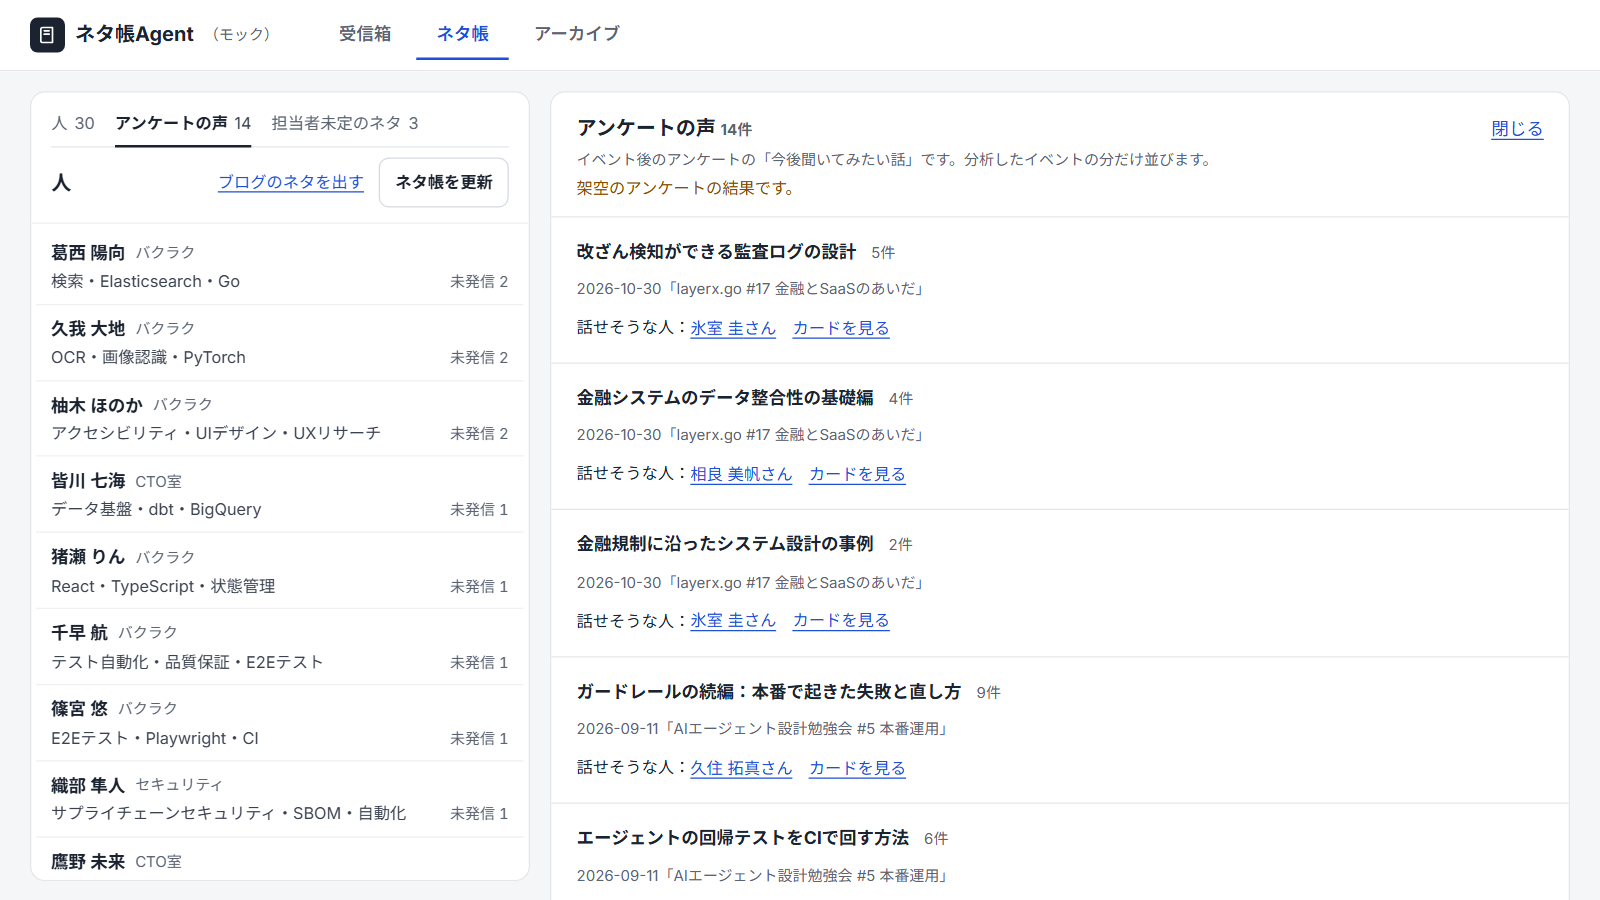 ネタ帳Agent （モック） 受信箱 ネタ帳 アーカイブ
人 30 アンケートの声 14 担当者未定のネタ 3
人 ブログのネタを出す ネタ帳を更新
葛西 陽向 バクラク
検索・Elasticsearch・Go 未発信 2
久我 大地 バクラク
OCR・画像認識・PyTorch 未発信 2
柚木 ほのか バクラク
アクセシビリティ・UIデザイン・UXリサーチ 未発信 2
皆川 七海 CTO室
データ基盤・dbt・BigQuery 未発信 1
猪瀬 りん バクラク
React・TypeScript・状態管理 未発信 1
千早 航 バクラク
テスト自動化・品質保証・E2Eテスト 未発信 1
篠宮 悠 バクラク
E2Eテスト・Playwright・CI 未発信 1
織部 隼人 セキュリティ
サプライチェーンセキュリティ・SBOM・自動化 未発信 1
鷹野 未来 CTO室
アンケートの声 14件 閉じる
イベント後のアンケートの「今後聞いてみたい話」です。分析したイベントの分だけ並びます。
架空のアンケートの結果です。
改ざん検知ができる監査ログの設計 5件
2026-10-30「layerx.go #17 金融とSaaSのあいだ」
話せそうな人：氷室 圭さん カードを見る
金融システムのデータ整合性の基礎編 4件
2026-10-30「layerx.go #17 金融とSaaSのあいだ」
話せそうな人：相良 美帆さん カードを見る
金融規制に沿ったシステム設計の事例 2件
2026-10-30「layerx.go #17 金融とSaaSのあいだ」
話せそうな人：氷室 圭さん カードを見る
ガードレールの続編：本番で起きた失敗と直し方 9件
2026-09-11「AIエージェント設計勉強会 #5 本番運用」
話せそうな人：久住 拓真さん カードを見る
エージェントの回帰テストをCIで回す方法 6件
2026-09-11「AIエージェント設計勉強会 #5 本番運用」